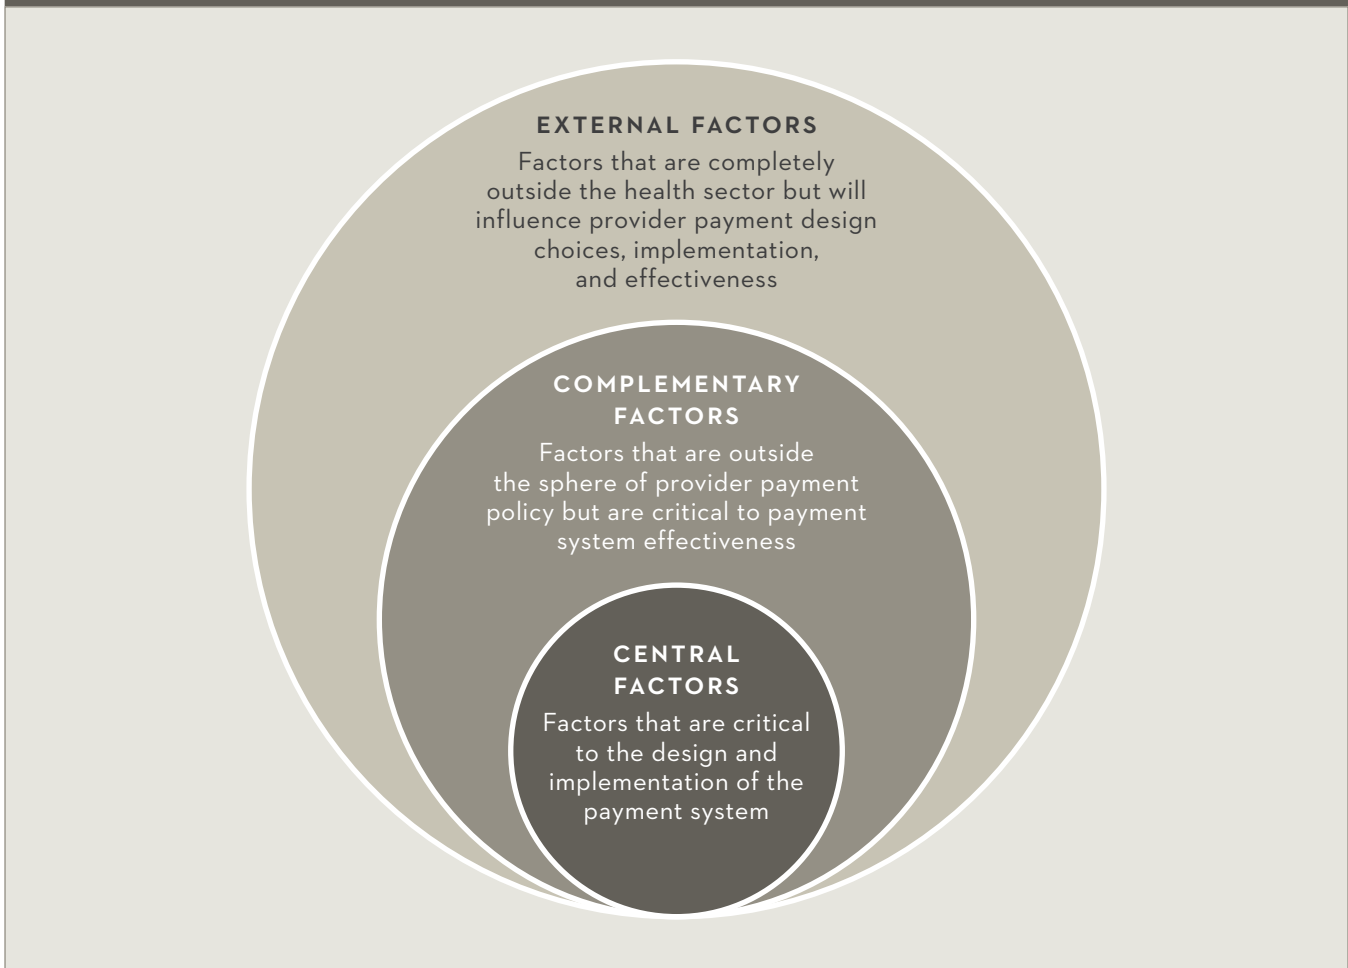 EXTERNAL FACTORS
Factors that are completely
outside the health sector but will
influence provider payment design
choices, implementation,
and effectiveness
COMPLEMENTARY
FACTORS
Factors that are outside
the sphere of provider payment
policy but are critical to payment
system effectiveness
CENTRAL
FACTORS
Factors that are critical
to the design and
implementation of the
payment system